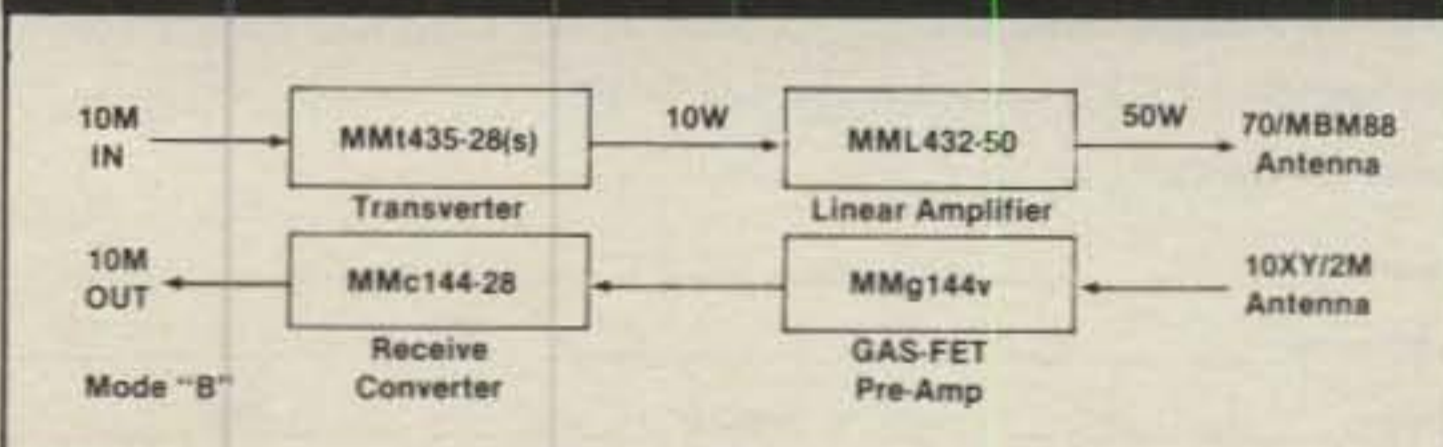 10M
IN
MMt435-28(s)
Transverter
10W
MML432-50
Linear Amplifier
50W
70/MBM88
Antenna
10M
OUT
MMc144-28
Receive
Converter
MMg144v
GAS-FET
Pre-Amp
10XY/2M
Antenna
Mode "B"